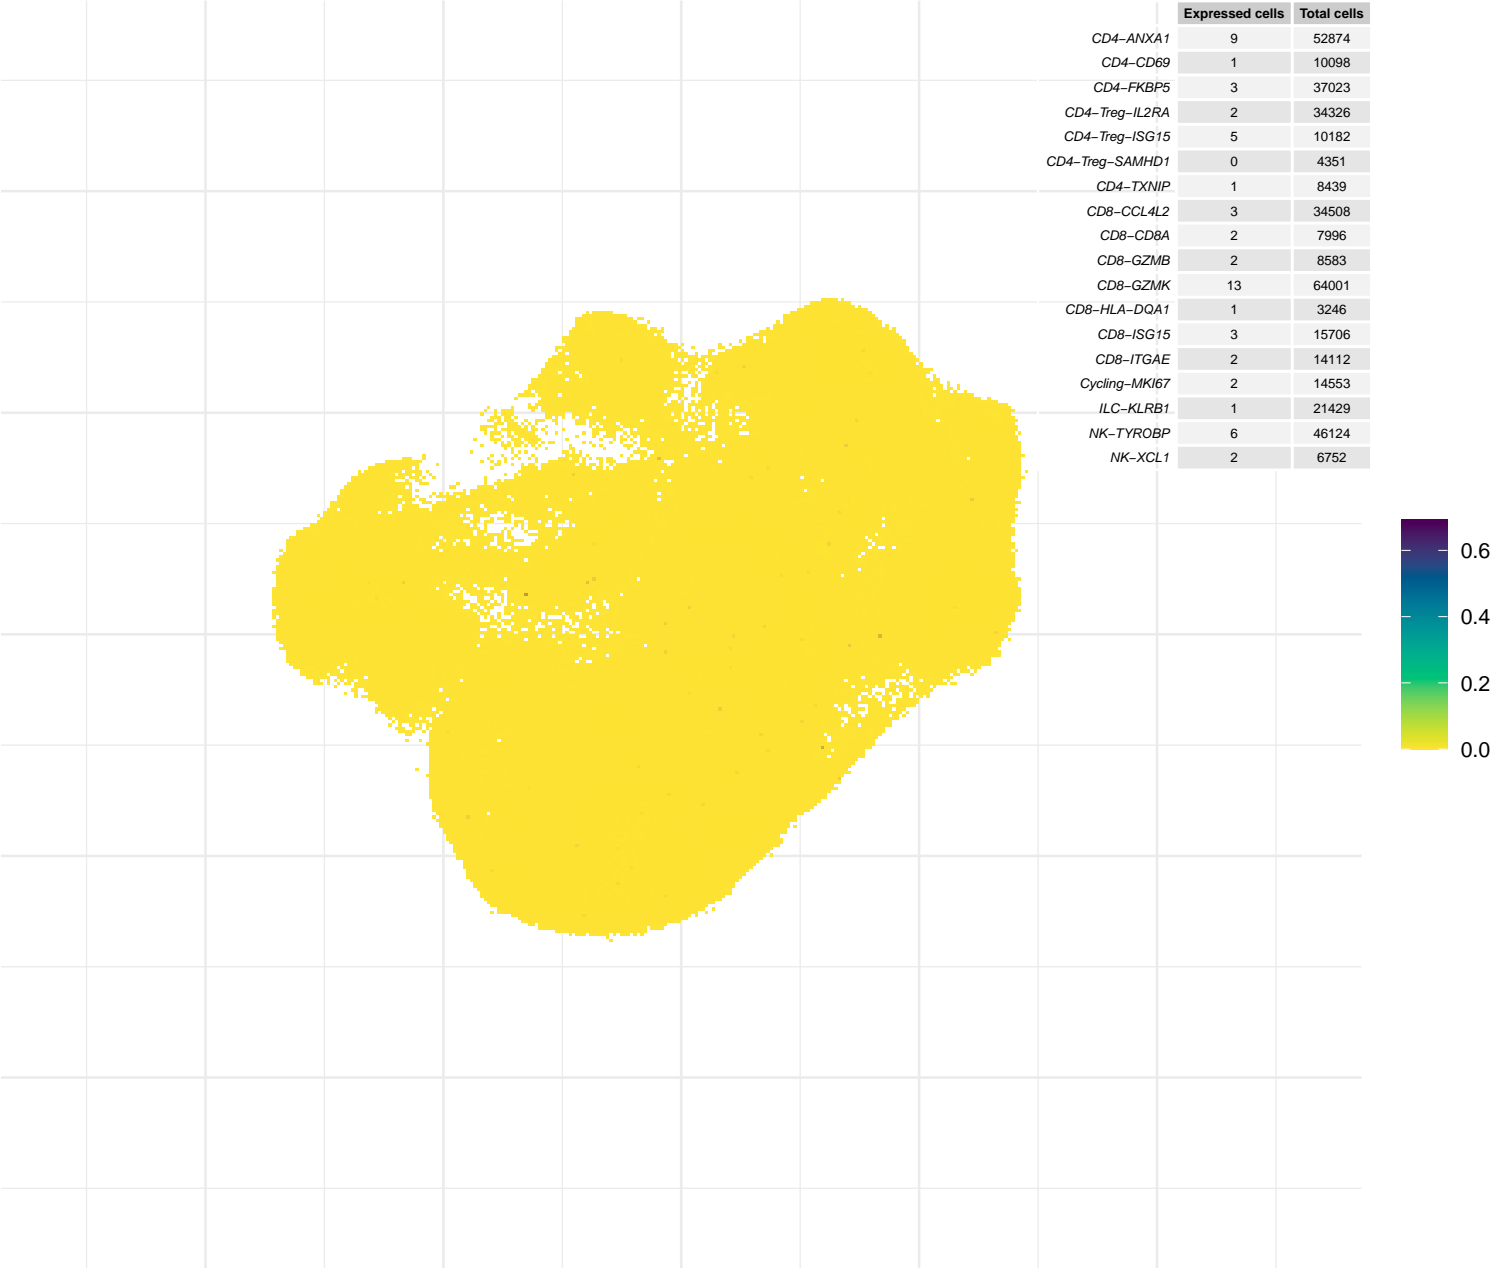 Expressed cells Total cells
CD4−ANXA1 9 52874
CD4−CD69 1 10098
CD4−FKBP5 3 37023
CD4−Treg−IL2RA 2 34326
CD4−Treg−ISG15 5 10182
CD4−Treg−SAMHD1 0 4351
CD4−TXNIP 1 8439
CD8−CCL4L2 3 34508
CD8−CD8A 2 7996
CD8−GZMB 2 8583
CD8−GZMK 13 64001
CD8−HLA−DQA1 1 3246
CD8−ISG15 3 15706
CD8−ITGAE 2 14112
Cycling−MKI67 2 14553
ILC−KLRB1 1 21429
NK−TYROBP 6 46124
NK−XCL1 2 6752
0.6
0.4
0.2
0.0